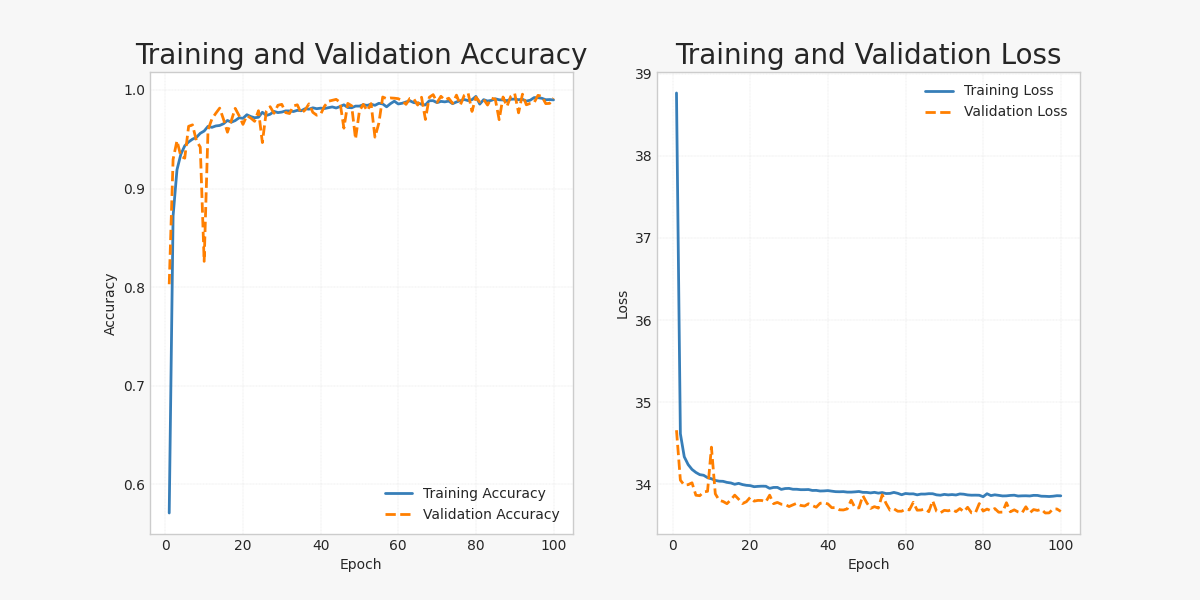 Training and Validation Accuracy
1.0
0.9
0.8
0.7
0.6
Accuracy
0 20 40 60 80 100
Epoch
Training Accuracy
Validation Accuracy
Training and Validation Loss
39
38
37
36
35
34
Loss
0 20 40 60 80 100
Epoch
Training Loss
Validation Loss